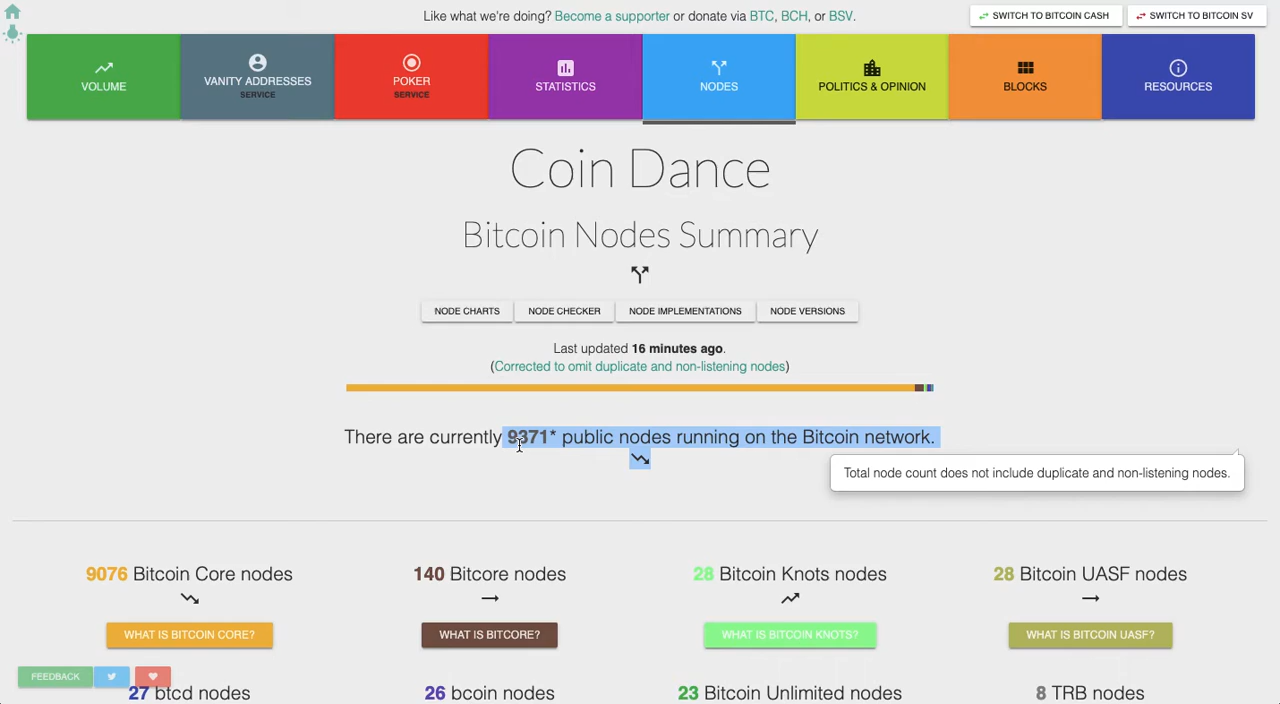 Like what we're doing? Become a supporter or donate via BTC, BCH, or BSV.
SWITCH TO BITCOIN CASH
SWITCH TO BITCOIN SV
VOLUME
VANITY ADDRESSES
SERVICE
POKER
SERVICE
STATISTICS
NODES
POLITICS & OPINION
BLOCKS
RESOURCES
Coin Dance
Bitcoin Nodes Summary
NODE CHARTS
NODE CHECKER
NODE IMPLEMENTATIONS
NODE VERSIONS
Last updated 16 minutes ago.
(Corrected to omit duplicate and non-listening nodes)
There are currently 9371* public nodes running on the Bitcoin network.
Total node count does not include duplicate and non-listening nodes.
9076 Bitcoin Core nodes
140 Bitcore nodes
28 Bitcoin Knots nodes
28 Bitcoin UASF nodes
WHAT IS BITCOIN CORE?
WHAT IS BITCORE?
WHAT IS BITCOIN KNOTS?
WHAT IS BITCOIN UASF?
FEEDBACK
27 btcd nodes
26 bcoin nodes
23 Bitcoin Unlimited nodes
8 TRB nodes